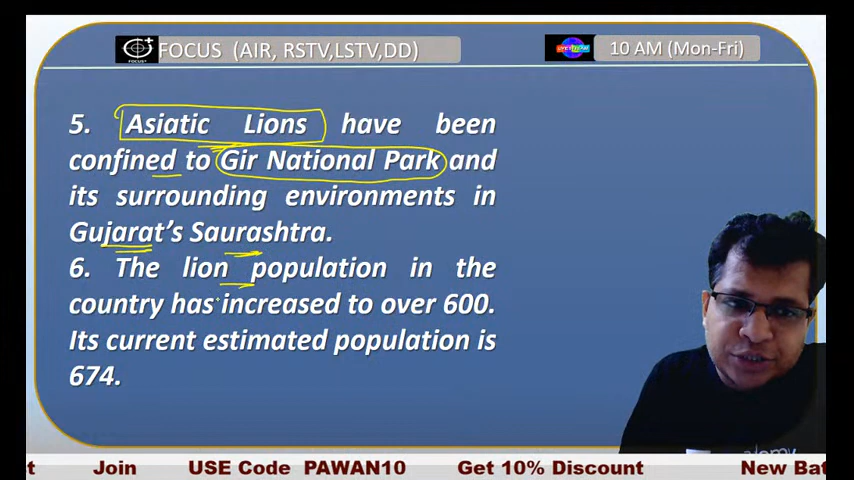 FOCUS (AIR, RSTV,LSTV,DD)
10 AM (Mon-Fri)
5. Asiatic Lions have been
confined to Gir National Park and
its surrounding environments in
Gujarat's Saurashtra.
6. The lion population in the
country has increased to over 600.
Its current estimated population is
674.
Join USE Code PAWAN10 Get 10% Discount New Bat